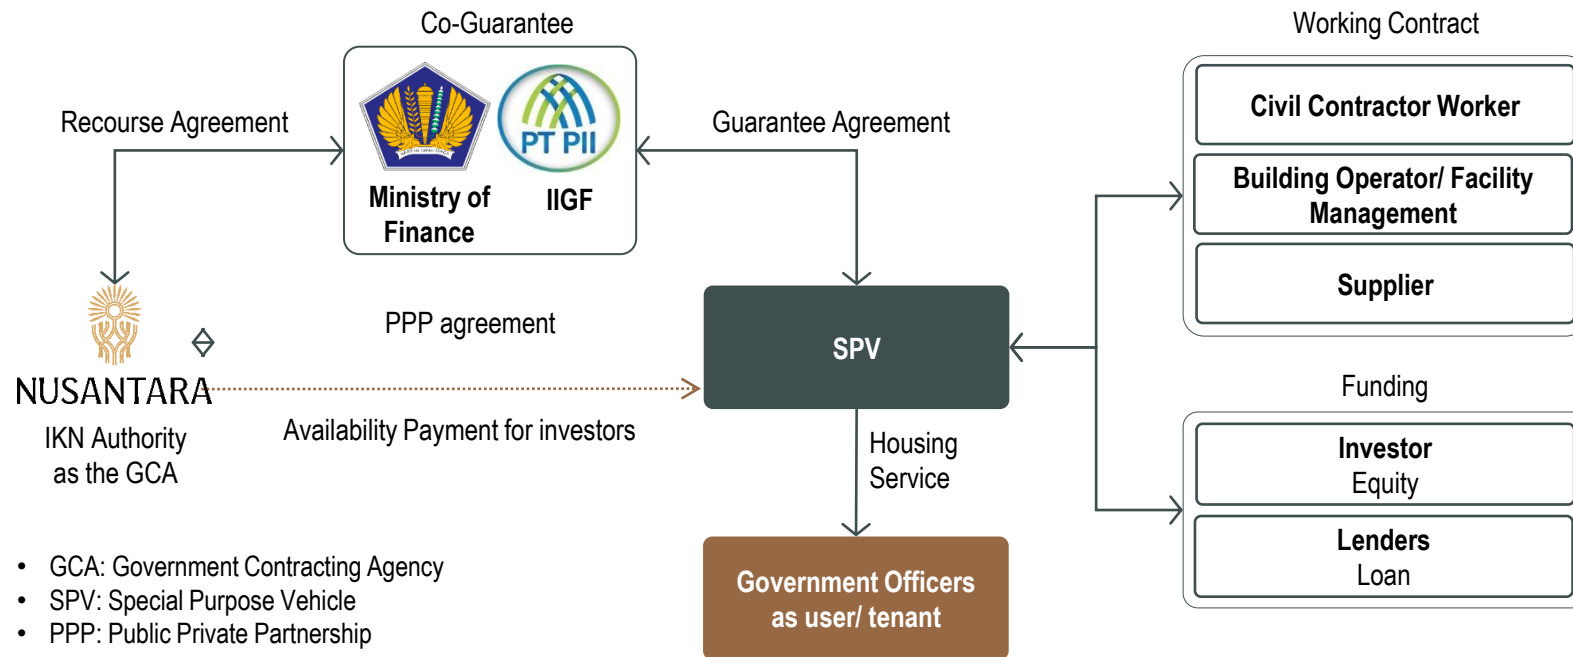 Co-Guarantee
Working Contract
Recourse Agreement
PT PII
Guarantee Agreement
Ministry of
Finance
IIGF
Civil Contractor Worker
Building Operator/ Facility
Management
Supplier
PPP agreement
SPV
NUSANTARA
IKN Authority
as the GCA
Availability Payment for investors
Housing
Service
Funding
Investor
Equity
Lenders
Loan
Government Officers
as user/ tenant
• GCA: Government Contracting Agency
• SPV: Special Purpose Vehicle
• PPP: Public Private Partnership